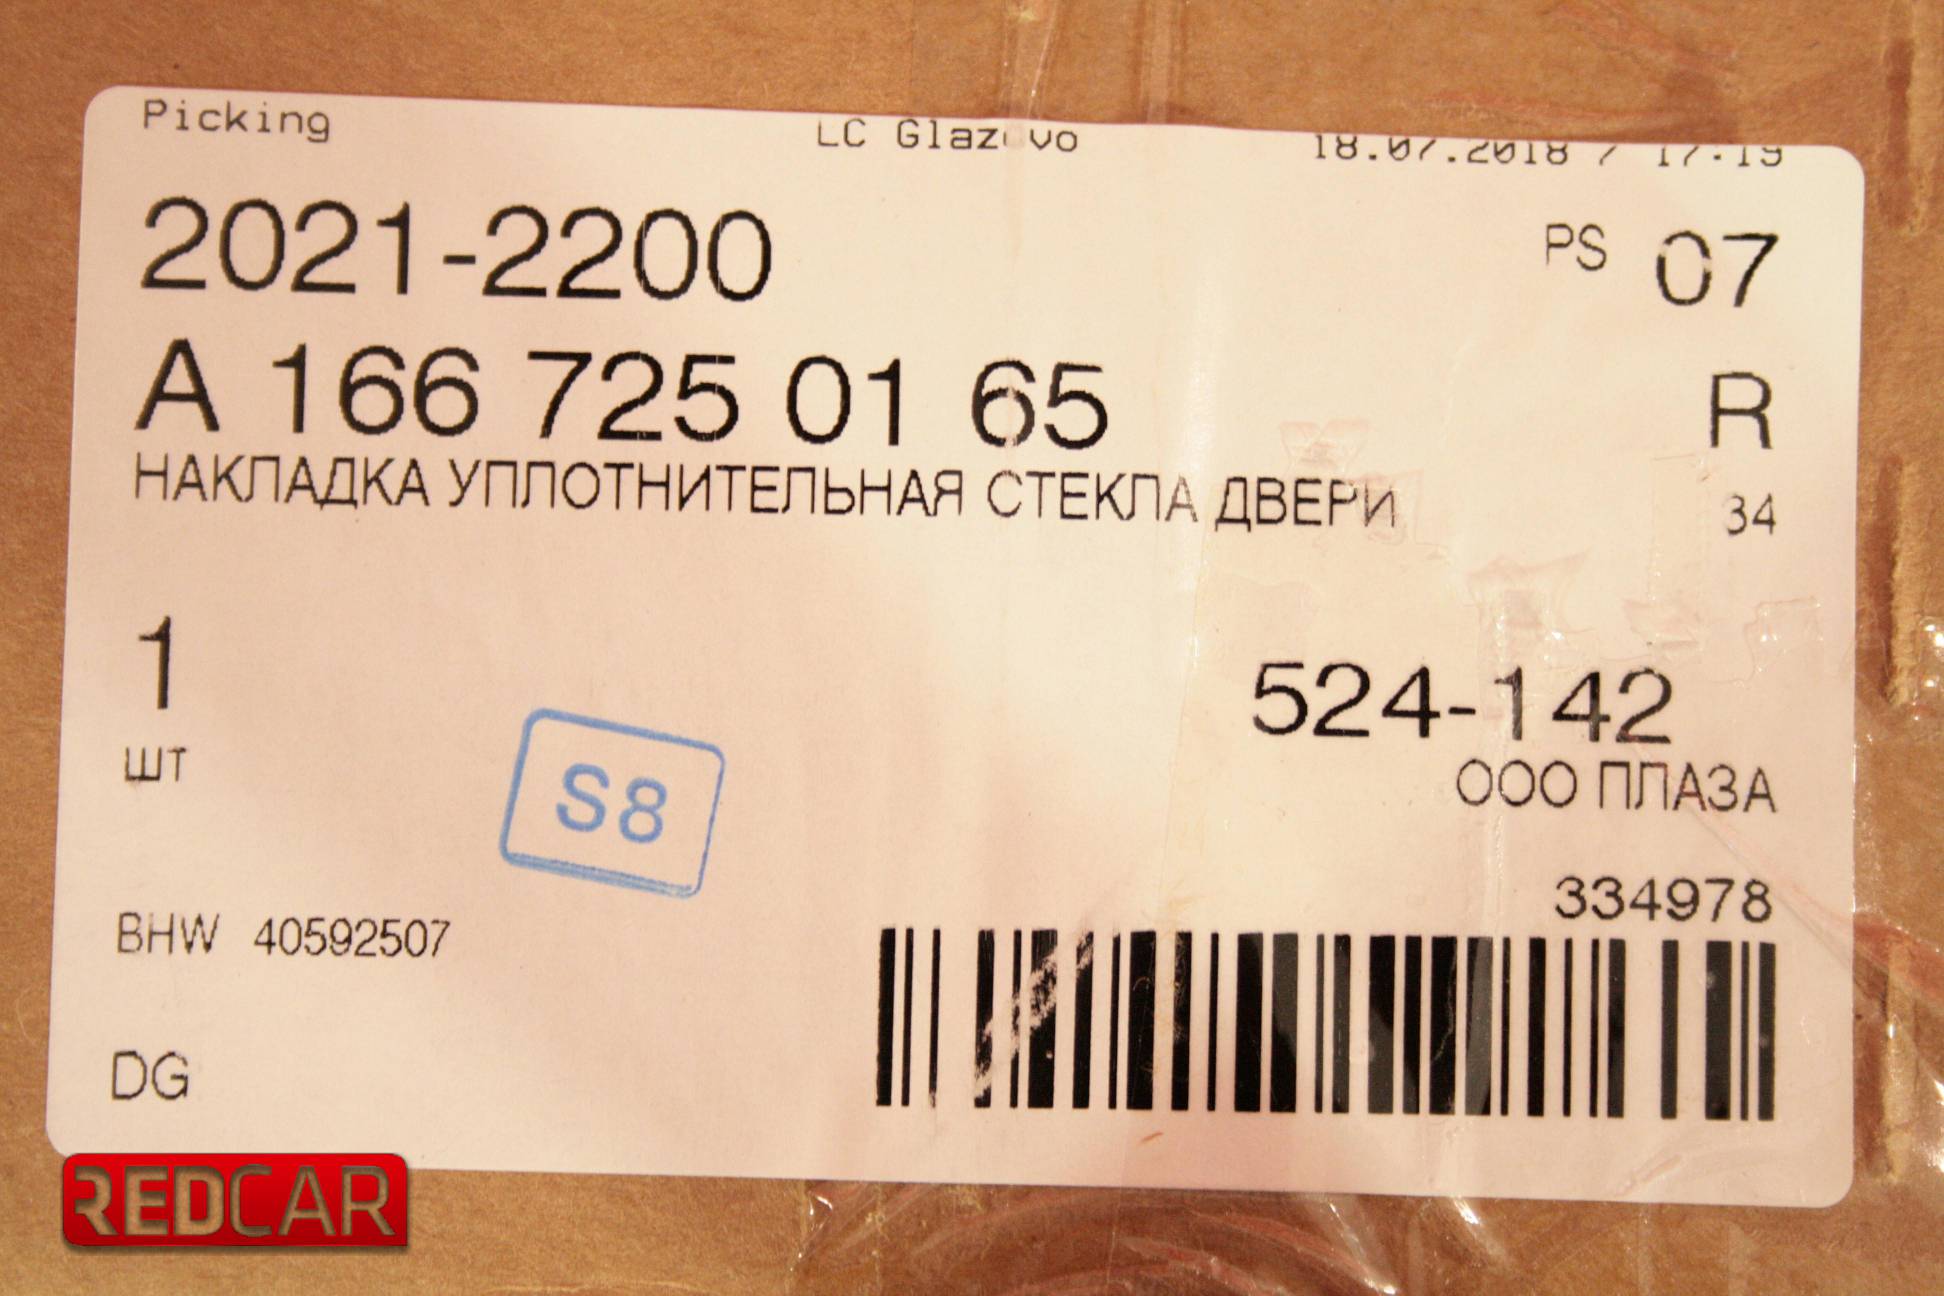 Picking LC Glazovo 18.07.2018 / 17:19
2021-2200 PS 07
A 166 725 01 65 R
НАКЛАДКА УПЛОТНИТЕЛЬНАЯ СТЕКЛА ДВЕРИ 34
1 524-142
ШТ ООО ПЛАЗА
S8
334978
BHW 40592507
DG
REDCAR